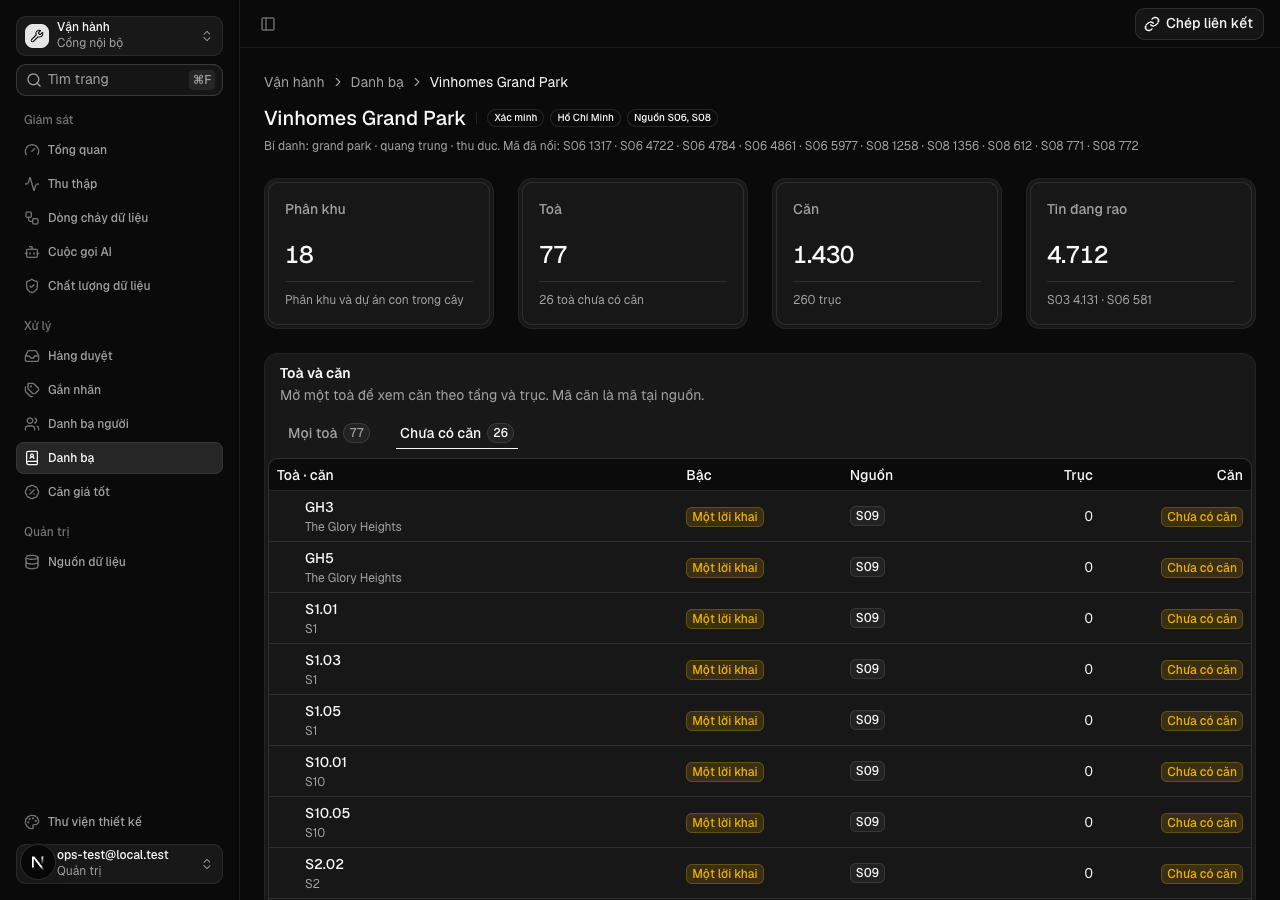 Vận hành
Cổng nội bộ
Tìm trang ⌘F
Giám sát
Tổng quan
Thu thập
Dòng chảy dữ liệu
Cuộc gọi AI
Chất lượng dữ liệu
Xử lý
Hàng duyệt
Gắn nhãn
Danh bạ người
Danh bạ
Căn giá tốt
Quản trị
Nguồn dữ liệu
Thư viện thiết kế
N
ops-test@local.test
Quản trị
Chép liên kết
Vận hành > Danh bạ > Vinhomes Grand Park
Vinhomes Grand Park Xác minh Hồ Chí Minh Nguồn S06, S08
Bí danh: grand park · quang trung · thu duc. Mã đã nối: S06 1317 · S06 4722 · S06 4784 · S06 4861 · S06 5977 · S08 1258 · S08 1356 · S08 612 · S08 771 · S08 772
Phân khu
18
Phân khu và dự án con trong cây
Toà
77
26 toà chưa có căn
Căn
1.430
260 trục
Tin đang rao
4.712
S03 4.131 · S06 581
Toà và căn
Mở một toà để xem căn theo tầng và trục. Mã căn là mã tại nguồn.
Mọi toà 77 Chưa có căn 26
Toà · căn Bậc Nguồn Trục Căn
GH3
The Glory Heights
Một lời khai S09 0 Chưa có căn
GH5
The Glory Heights
Một lời khai S09 0 Chưa có căn
S1.01
S1
Một lời khai S09 0 Chưa có căn
S1.03
S1
Một lời khai S09 0 Chưa có căn
S1.05
S1
Một lời khai S09 0 Chưa có căn
S10.01
S10
Một lời khai S09 0 Chưa có căn
S10.05
S10
Một lời khai S09 0 Chưa có căn
S2.02
S2
Một lời khai S09 0 Chưa có căn